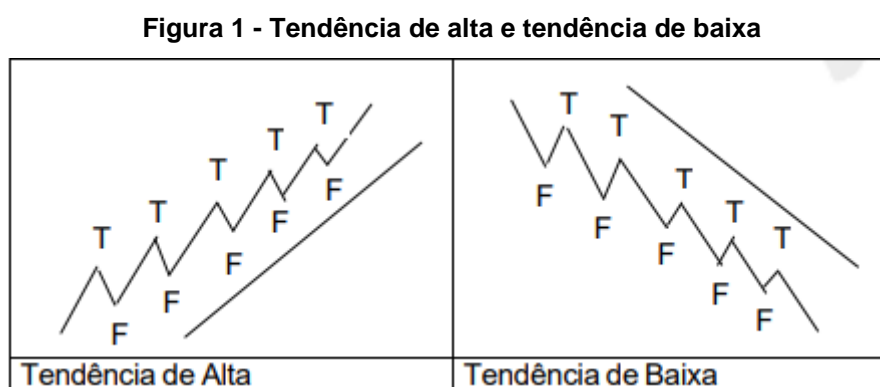 Figura 1 - Tendência de alta e tendência de baixa
T
T
T
T
T
F
F
F
F
F
Tendência de Alta
T
T
T
T
T
F
F
F
F
F
Tendência de Baixa